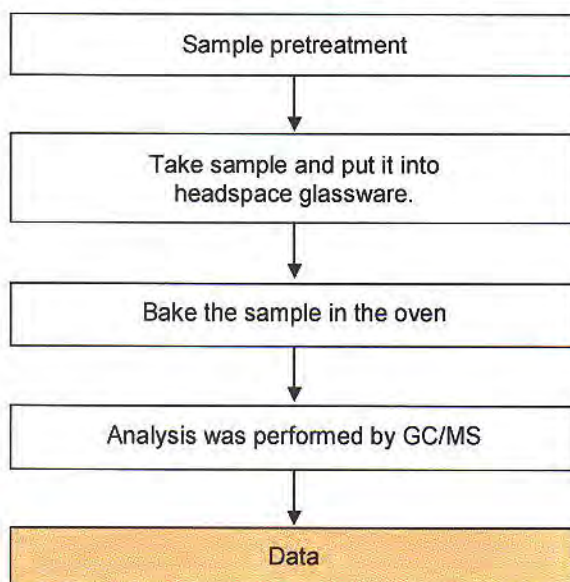 Sample pretreatment
Take sample and put it into
headspace glassware.
Bake the sample in the oven
Analysis was performed by GC/MS
Data